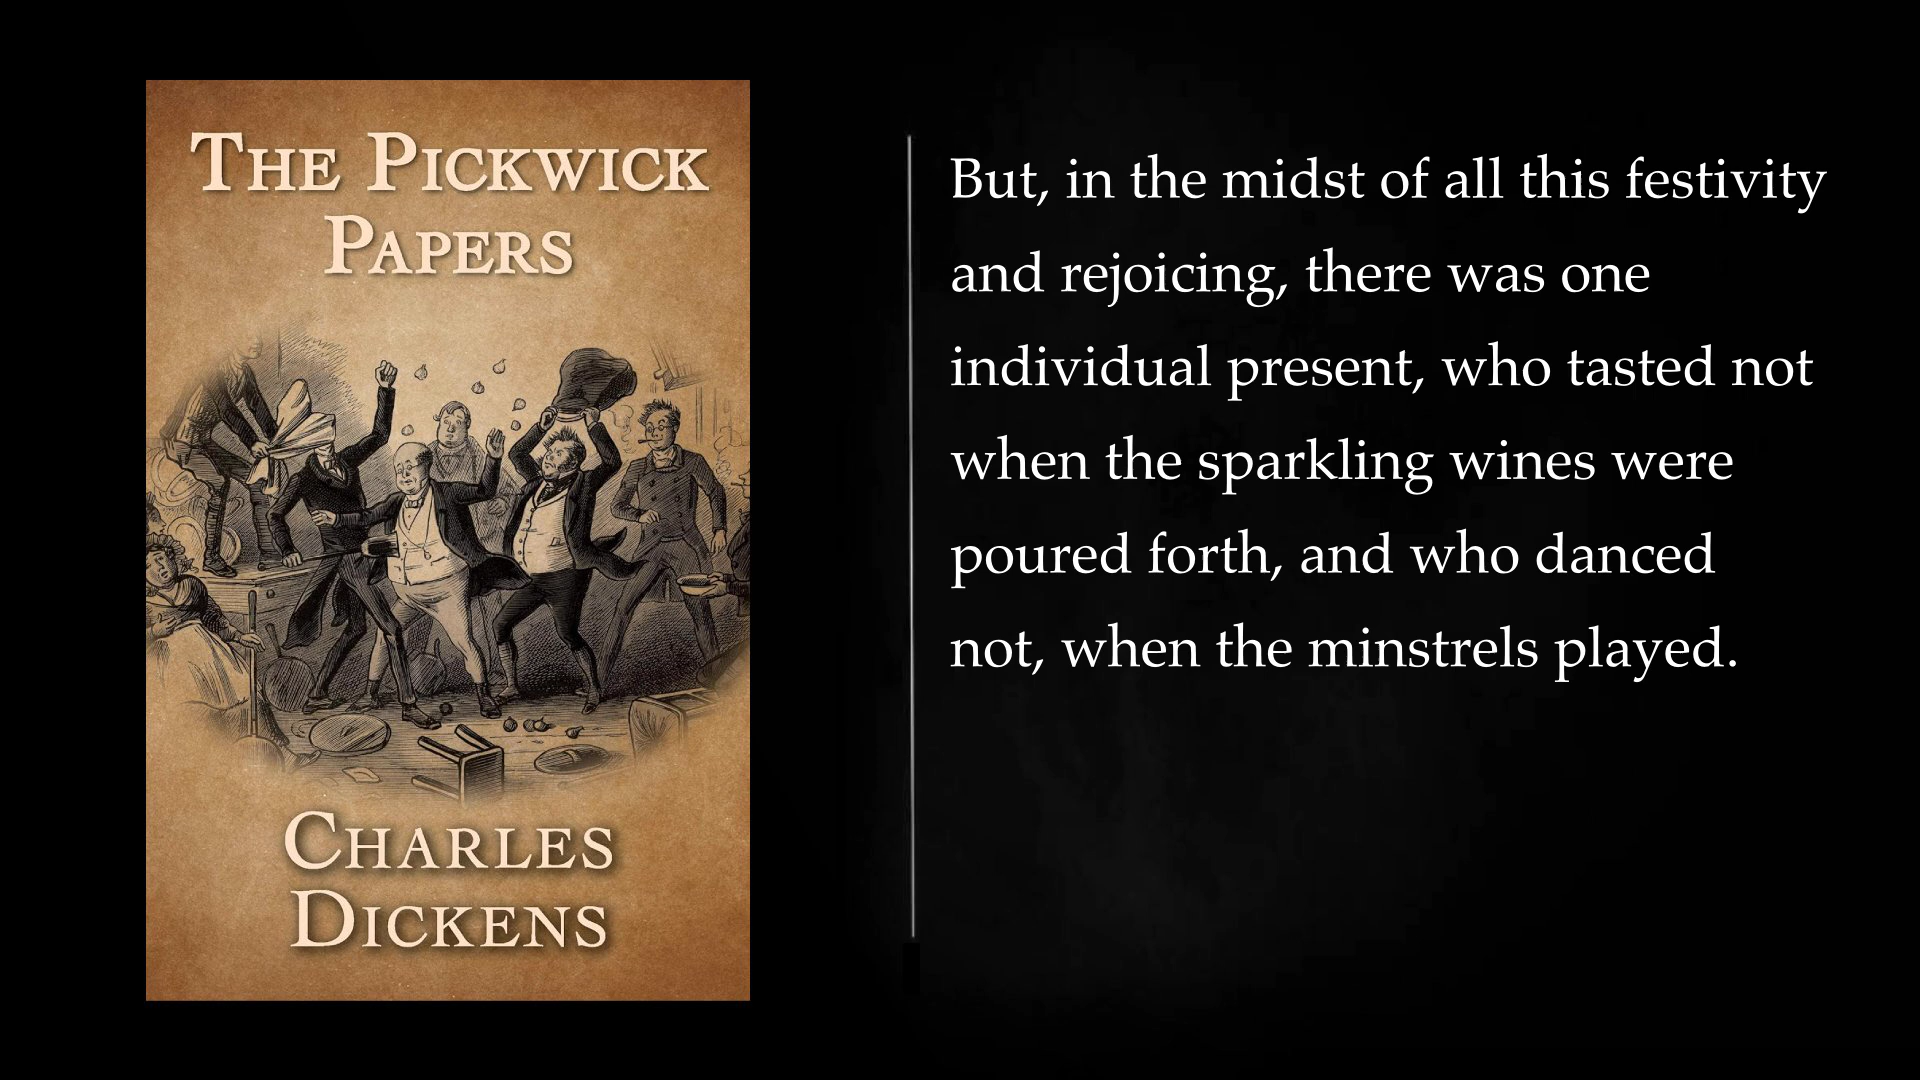 THE PICKWICK
PAPERS
CHARLES
DICKENS
But, in the midst of all this festivity
and rejoicing, there was one
individual present, who tasted not
when the sparkling wines were
poured forth, and who danced
not, when the minstrels played.